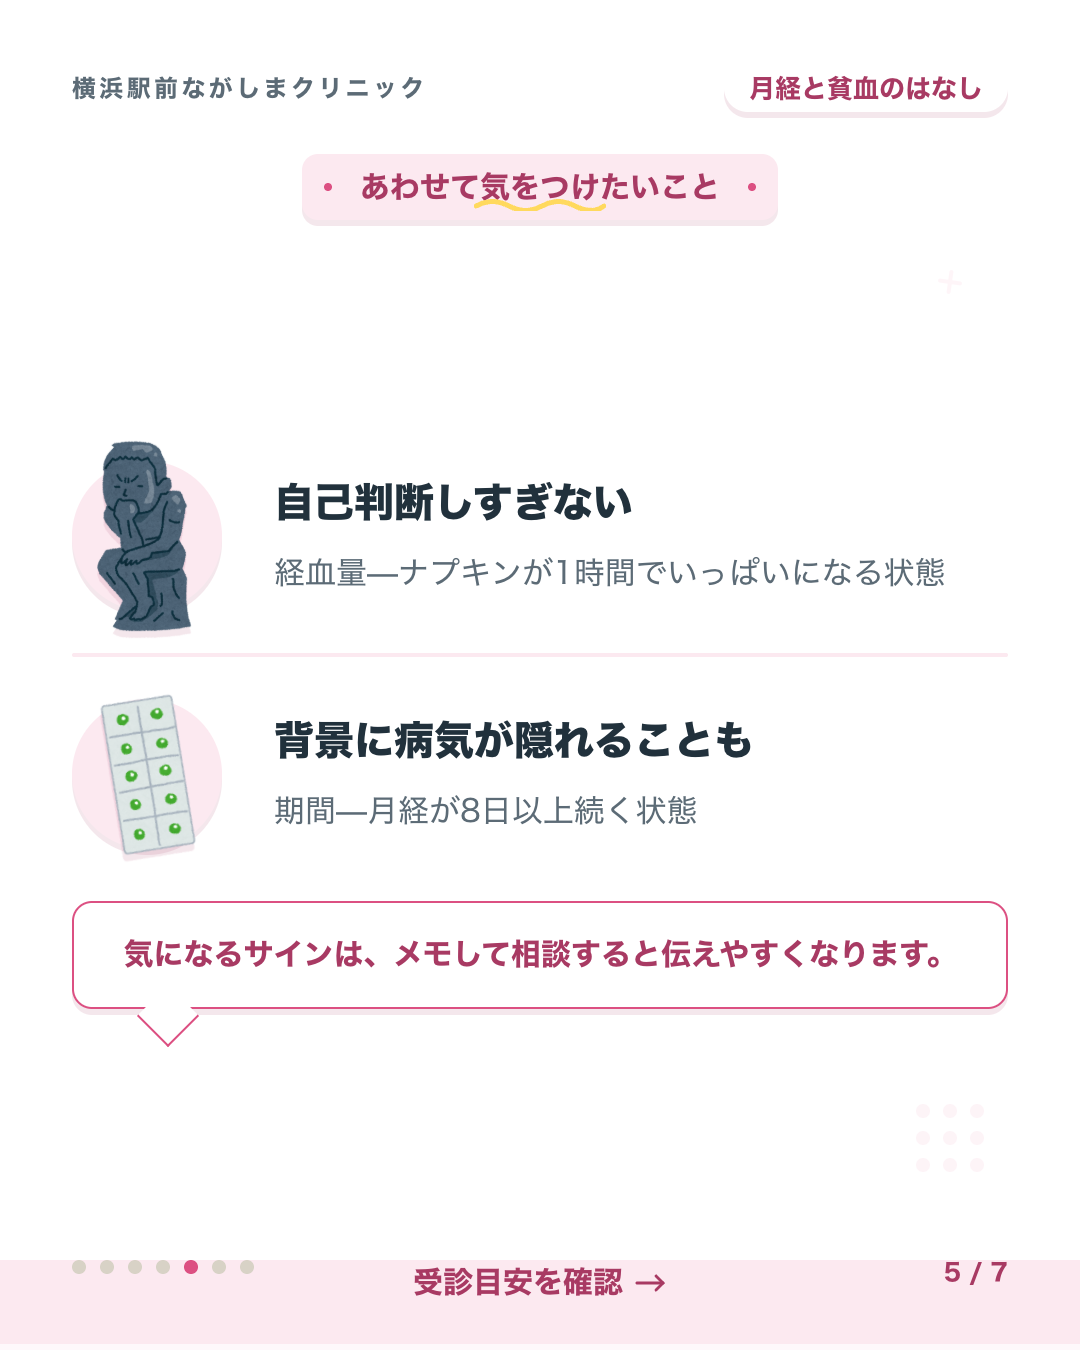 横浜駅前ながしまクリニック
月経と貧血のはなし
あわせて気をつけたいこと
自己判断しすぎない
経血量—ナプキンが1時間でいっぱいになる状態
背景に病気が隠れることも
期間—月経が8日以上続く状態
気になるサインは、メモして相談すると伝えやすくなります。
受診目安を確認 →
5 / 7